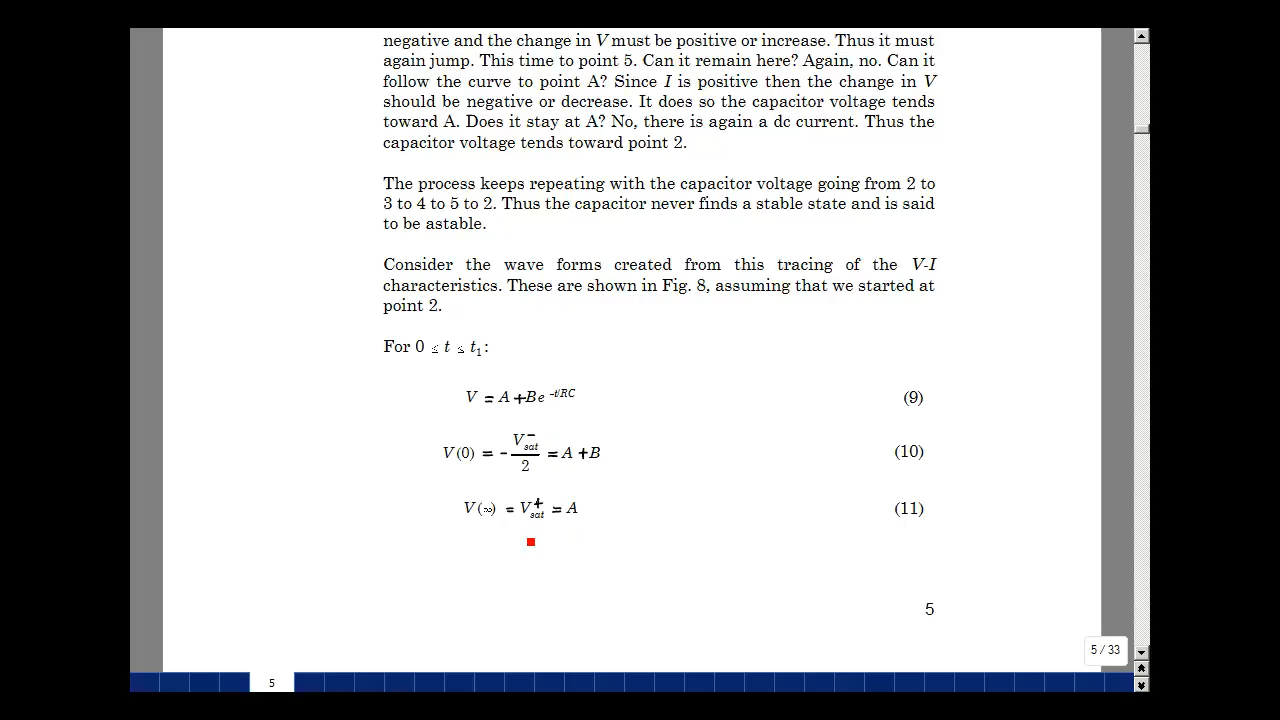 negative and the change in V must be positive or increase. Thus it must
again jump. This time to point 5. Can it remain here? Again, no. Can it
follow the curve to point A? Since I is positive then the change in V
should be negative or decrease. It does so the capacitor voltage tends
toward A. Does it stay at A? No, there is again a dc current. Thus the
capacitor voltage tends toward point 2.
The process keeps repeating with the capacitor voltage going from 2 to
3 to 4 to 5 to 2. Thus the capacitor never finds a stable state and is said
to be astable.
Consider the wave forms created from this tracing of the V-I
characteristics. These are shown in Fig. 8, assuming that we started at
point 2.
For 0 ≤ t ≤ t₁:
V = A + Be^(-t/RC) (9)
V(0) = - V_sat^- / 2 = A + B (10)
V(∞) = V_sat^+ = A (11)
5
5 / 33
5